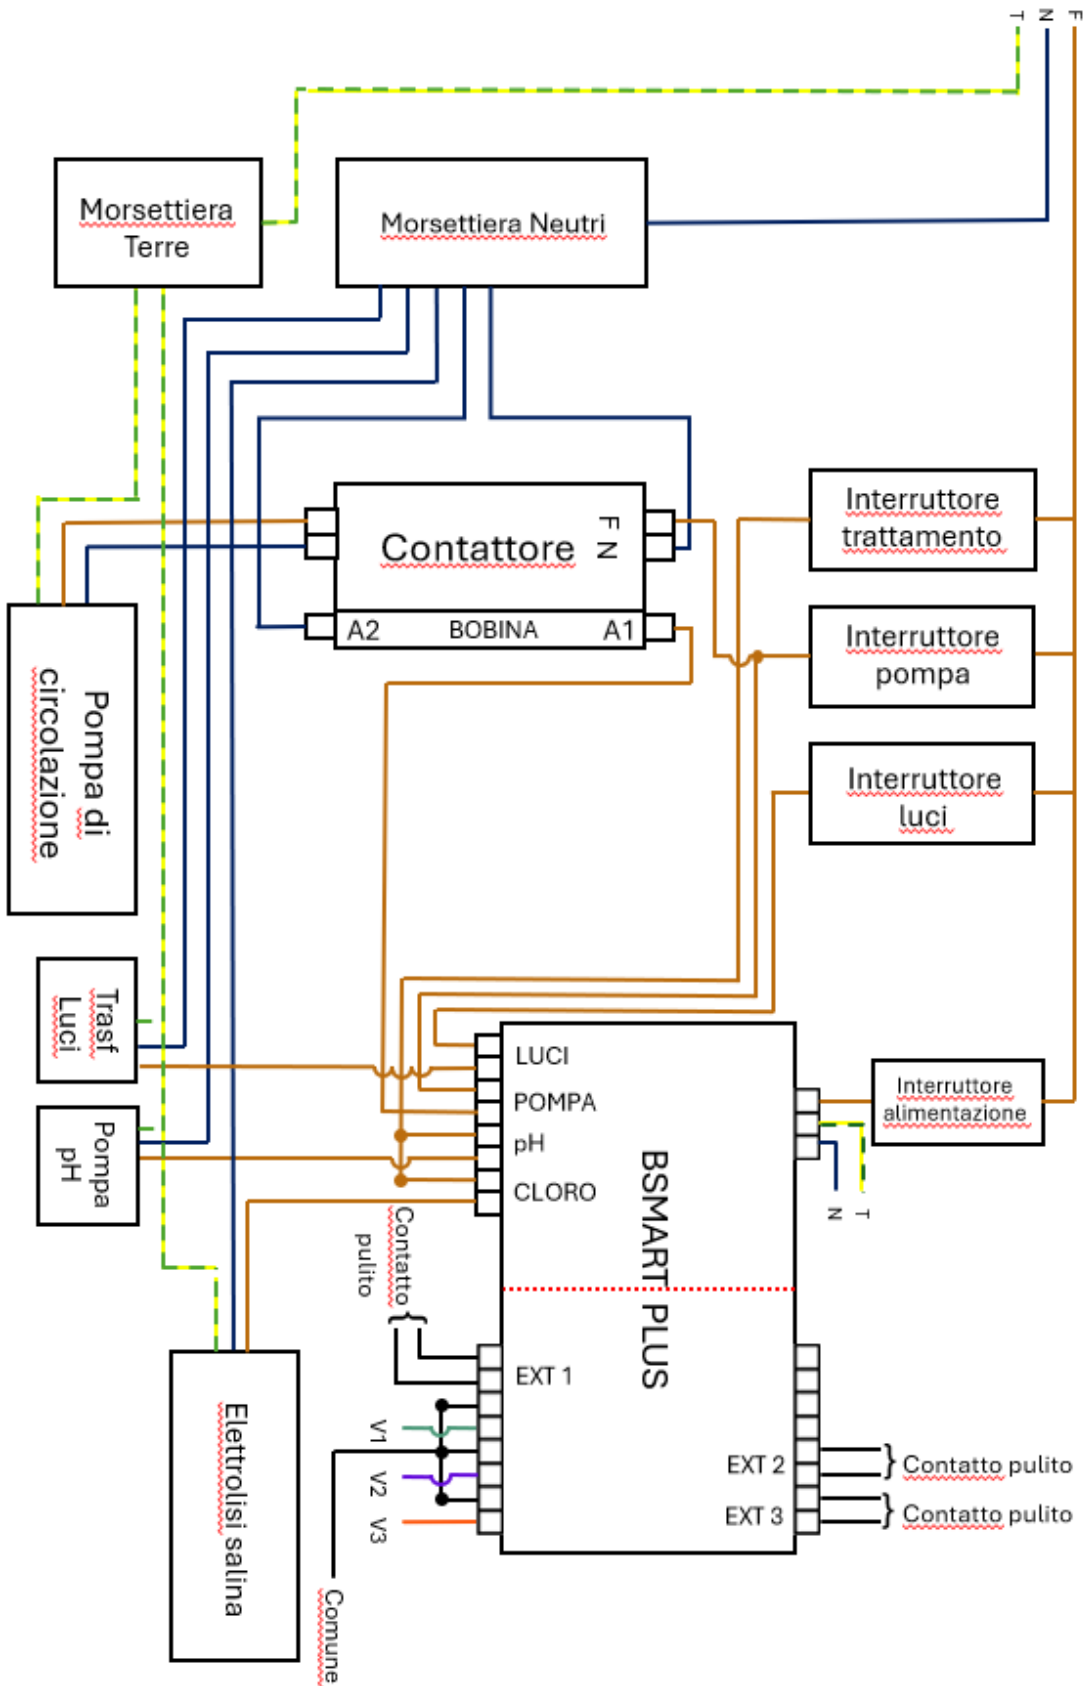 T
N
F
Morsettiera
Terre
Morsettiera Neutri
Interruttore
trattamento
F
N
Contattore
A2
BOBINA
A1
Interruttore
pompa
Pompa di
circolazione
Interruttore
luci
Trasf
Luci
LUCI
POMPA
pH
CLORO
Interruttore
alimentazione
Pompa
pH
BSMART PLUS
N
T
Contatto
pulito
EXT 1
V1
V2
V3
EXT 2
Contatto pulito
EXT 3
Contatto pulito
Elettrolisi salina
Comune